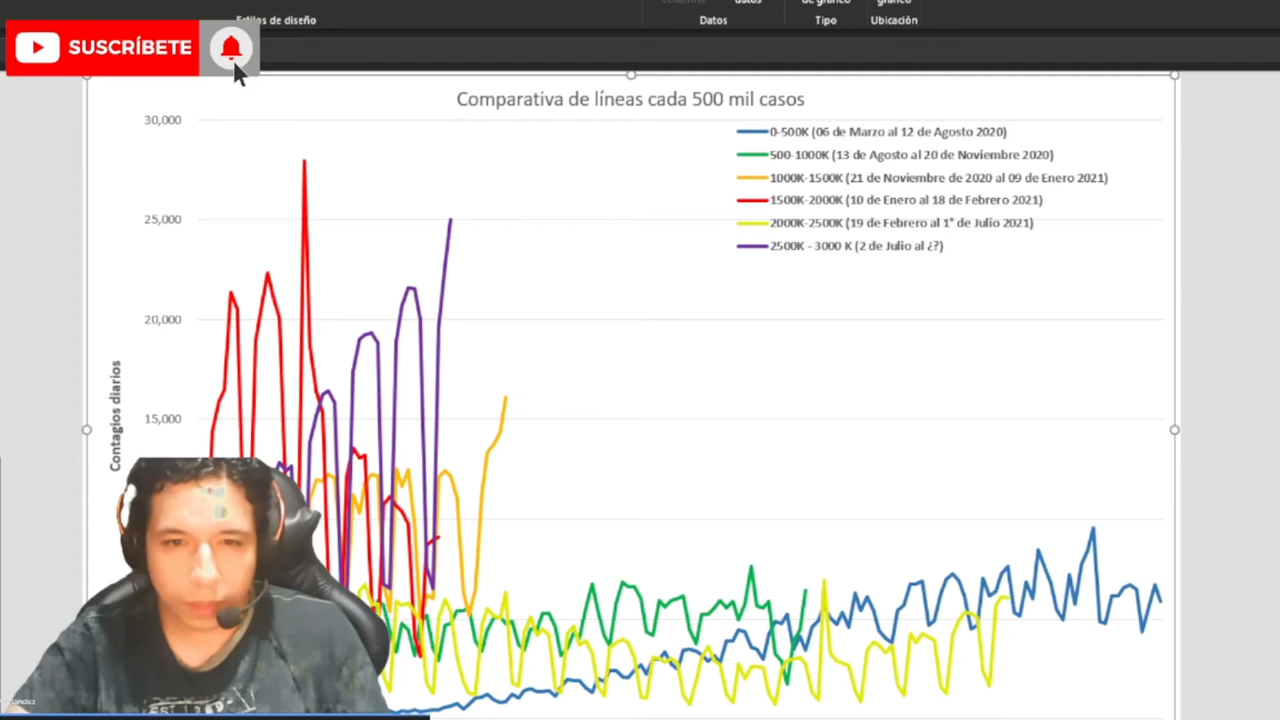 Estilos de diseño
datos
Datos
de gráfico
Tipo
gráfico
Ubicación
SUSCRÍBETE
Comparativa de líneas cada 500 mil casos
30,000
25,000
20,000
15,000
Contagios diarios
0-500K (06 de Marzo al 12 de Agosto 2020)
500-1000K (13 de Agosto al 20 de Noviembre 2020)
1000K-1500K (21 de Noviembre de 2020 al 09 de Enero 2021)
1500K-2000K (10 de Enero al 18 de Febrero 2021)
2000K-2500K (19 de Febrero al 1° de Julio 2021)
2500K - 3000 K (2 de Julio al ¿?)